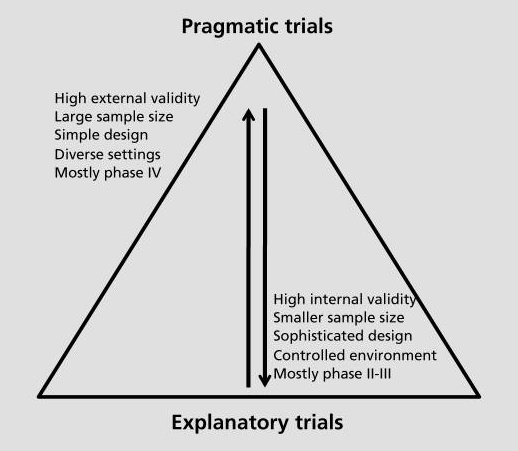 Pragmatic trials
High external validity
Large sample size
Simple design
Diverse settings
Mostly phase IV
High internal validity
Smaller sample size
Sophisticated design
Controlled environment
Mostly phase II-III
Explanatory trials